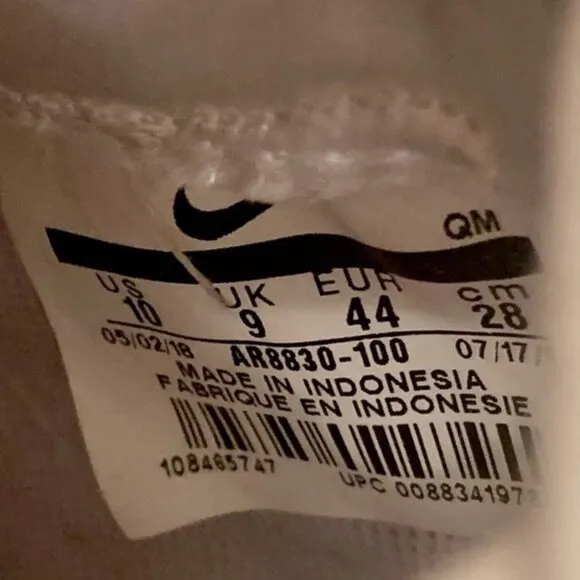 QM
US UK EUR cm
10 9 44 28
05/02/18 AR8830-100 07/17
MADE IN INDONESIA
FABRIQUE EN INDONESIE
108465747
UPC 0088341972